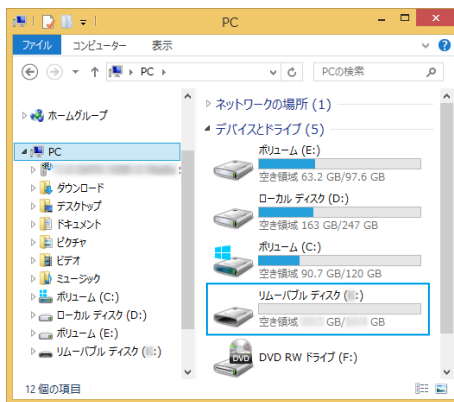 PC
ファイル コンピューター 表示
PC
PCの検索
ホームグループ
PC
ダウンロード
デスクトップ
ドキュメント
ピクチャ
ビデオ
ミュージック
ボリューム (C:)
ローカル ディスク (D:)
ボリューム (E:)
リムーバブル ディスク ( :)
ネットワークの場所 (1)
デバイスとドライブ (5)
ボリューム (E:)
空き領域 63.2 GB/97.6 GB
ローカル ディスク (D:)
空き領域 163 GB/247 GB
ボリューム (C:)
空き領域 90.7 GB/120 GB
リムーバブル ディスク ( :)
空き領域 GB/ GB
DVD RW ドライブ (F:)
12 個の項目